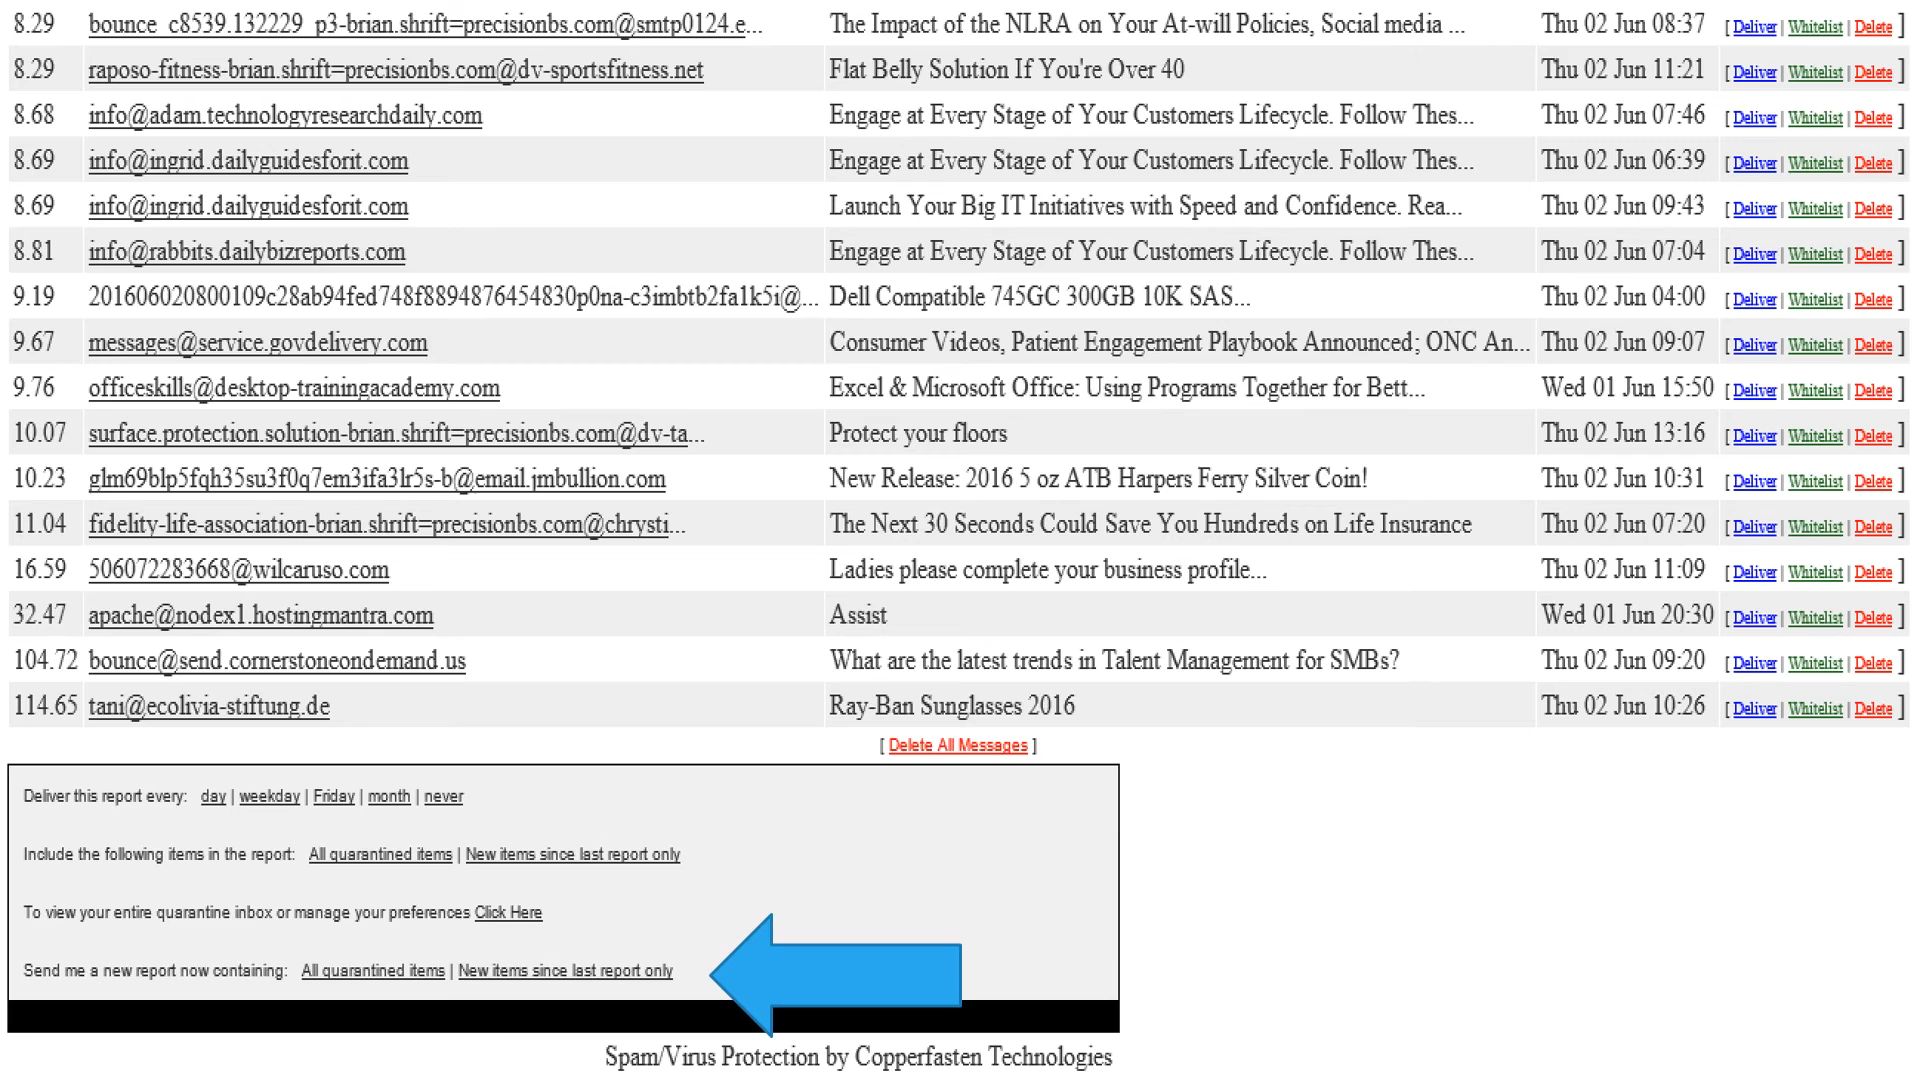 8.29 bounce_c8539.132229_p3-brian.shrift=precisionbs.com@smtp0124.e... The Impact of the NLRA on Your At-will Policies, Social media ... Thu 02 Jun 08:37 [ Deliver | Whitelist | Delete ]
8.29 raposo-fitness-brian.shrift=precisionbs.com@dv-sportsfitness.net Flat Belly Solution If You're Over 40 Thu 02 Jun 11:21 [ Deliver | Whitelist | Delete ]
8.68 info@adam.technologyresearchdaily.com Engage at Every Stage of Your Customers Lifecycle. Follow Thes... Thu 02 Jun 07:46 [ Deliver | Whitelist | Delete ]
8.69 info@ingrid.dailyguidesforit.com Engage at Every Stage of Your Customers Lifecycle. Follow Thes... Thu 02 Jun 06:39 [ Deliver | Whitelist | Delete ]
8.69 info@ingrid.dailyguidesforit.com Launch Your Big IT Initiatives with Speed and Confidence. Rea... Thu 02 Jun 09:43 [ Deliver | Whitelist | Delete ]
8.81 info@rabbits.dailybizreports.com Engage at Every Stage of Your Customers Lifecycle. Follow Thes... Thu 02 Jun 07:04 [ Deliver | Whitelist | Delete ]
9.19 201606020800109c28ab94fed748f8894876454830p0na-c3imbtb2fa1k5i@... Dell Compatible 745GC 300GB 10K SAS... Thu 02 Jun 04:00 [ Deliver | Whitelist | Delete ]
9.67 messages@service.govdelivery.com Consumer Videos, Patient Engagement Playbook Announced; ONC An... Thu 02 Jun 09:07 [ Deliver | Whitelist | Delete ]
9.76 officeskills@desktop-trainingacademy.com Excel & Microsoft Office: Using Programs Together for Bett... Wed 01 Jun 15:50 [ Deliver | Whitelist | Delete ]
10.07 surface.protection.solution-brian.shrift=precisionbs.com@dv-ta... Protect your floors Thu 02 Jun 13:16 [ Deliver | Whitelist | Delete ]
10.23 glm69blp5fqh35su3f0q7em3ifa3lr5s-b@email.jmbullion.com New Release: 2016 5 oz ATB Harpers Ferry Silver Coin! Thu 02 Jun 10:31 [ Deliver | Whitelist | Delete ]
11.04 fidelity-life-association-brian.shrift=precisionbs.com@chrysti... The Next 30 Seconds Could Save You Hundreds on Life Insurance Thu 02 Jun 07:20 [ Deliver | Whitelist | Delete ]
16.59 506072283668@wilcaruso.com Ladies please complete your business profile... Thu 02 Jun 11:09 [ Deliver | Whitelist | Delete ]
32.47 apache@nodex1.hostingmantra.com Assist Wed 01 Jun 20:30 [ Deliver | Whitelist | Delete ]
104.72 bounce@send.cornerstoneondemand.us What are the latest trends in Talent Management for SMBs? Thu 02 Jun 09:20 [ Deliver | Whitelist | Delete ]
114.65 tani@ecolivia-stiftung.de Ray-Ban Sunglasses 2016 Thu 02 Jun 10:26 [ Deliver | Whitelist | Delete ]
[ Delete All Messages ]
Deliver this report every: day | weekday | Friday | month | never
Include the following items in the report: All quarantined items | New items since last report only
To view your entire quarantine inbox or manage your preferences Click Here
Send me a new report now containing: All quarantined items | New items since last report only
Spam/Virus Protection by Copperfasten Technologies